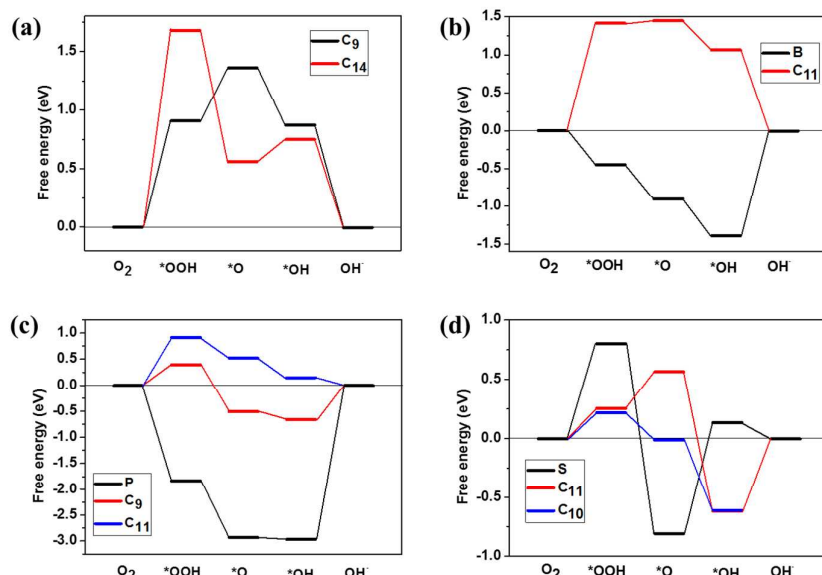 (a)
C9
C14
1.5
1.0
0.5
0.0
Free energy (eV)
O2 *OOH *O *OH OH-
(b)
B
C11
1.5
1.0
0.5
0.0
-0.5
-1.0
-1.5
Free energy (eV)
O2 *OOH *O *OH OH-
(c)
P
C9
C11
1.0
0.5
0.0
-0.5
-1.0
-1.5
-2.0
-2.5
-3.0
Free energy (eV)
O2 *OOH *O *OH OH-
(d)
S
C11
C10
1.0
0.5
0.0
-0.5
-1.0
Free energy (eV)
O2 *OOH *O *OH OH-